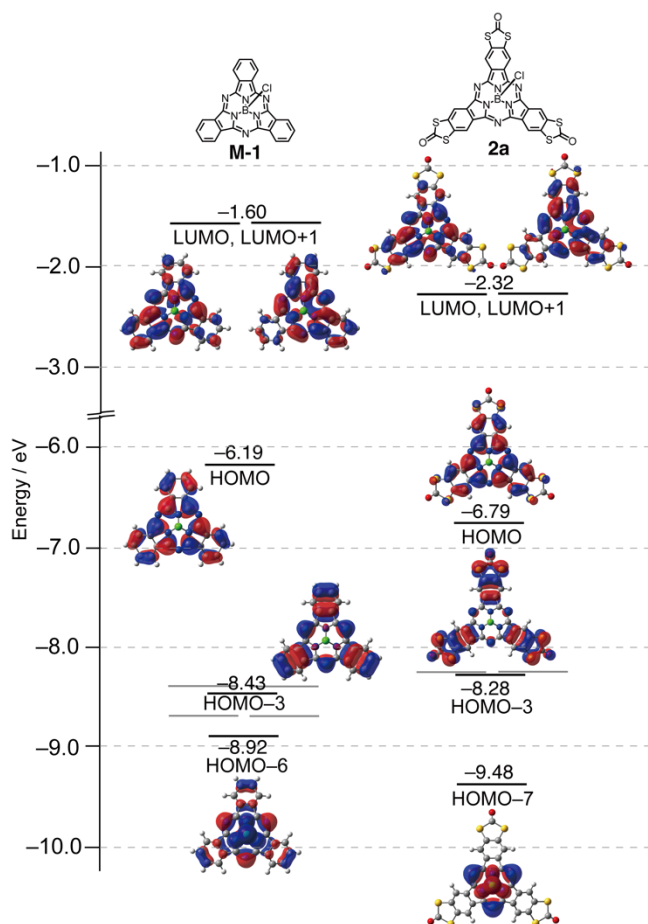 O
S S
Cl
N N
N
N B N
N
M-1
Cl
N N
N
N B N
N
S S
O S S O
2a
Energy / eV
−1.0
−1.60
LUMO, LUMO+1
−2.0
−2.32
LUMO, LUMO+1
−3.0
−6.0
−6.19
HOMO
−6.79
HOMO
−7.0
−8.0
−8.43
HOMO−3
−8.28
HOMO−3
−8.92
HOMO−6
−9.0
−9.48
HOMO−7
−10.0